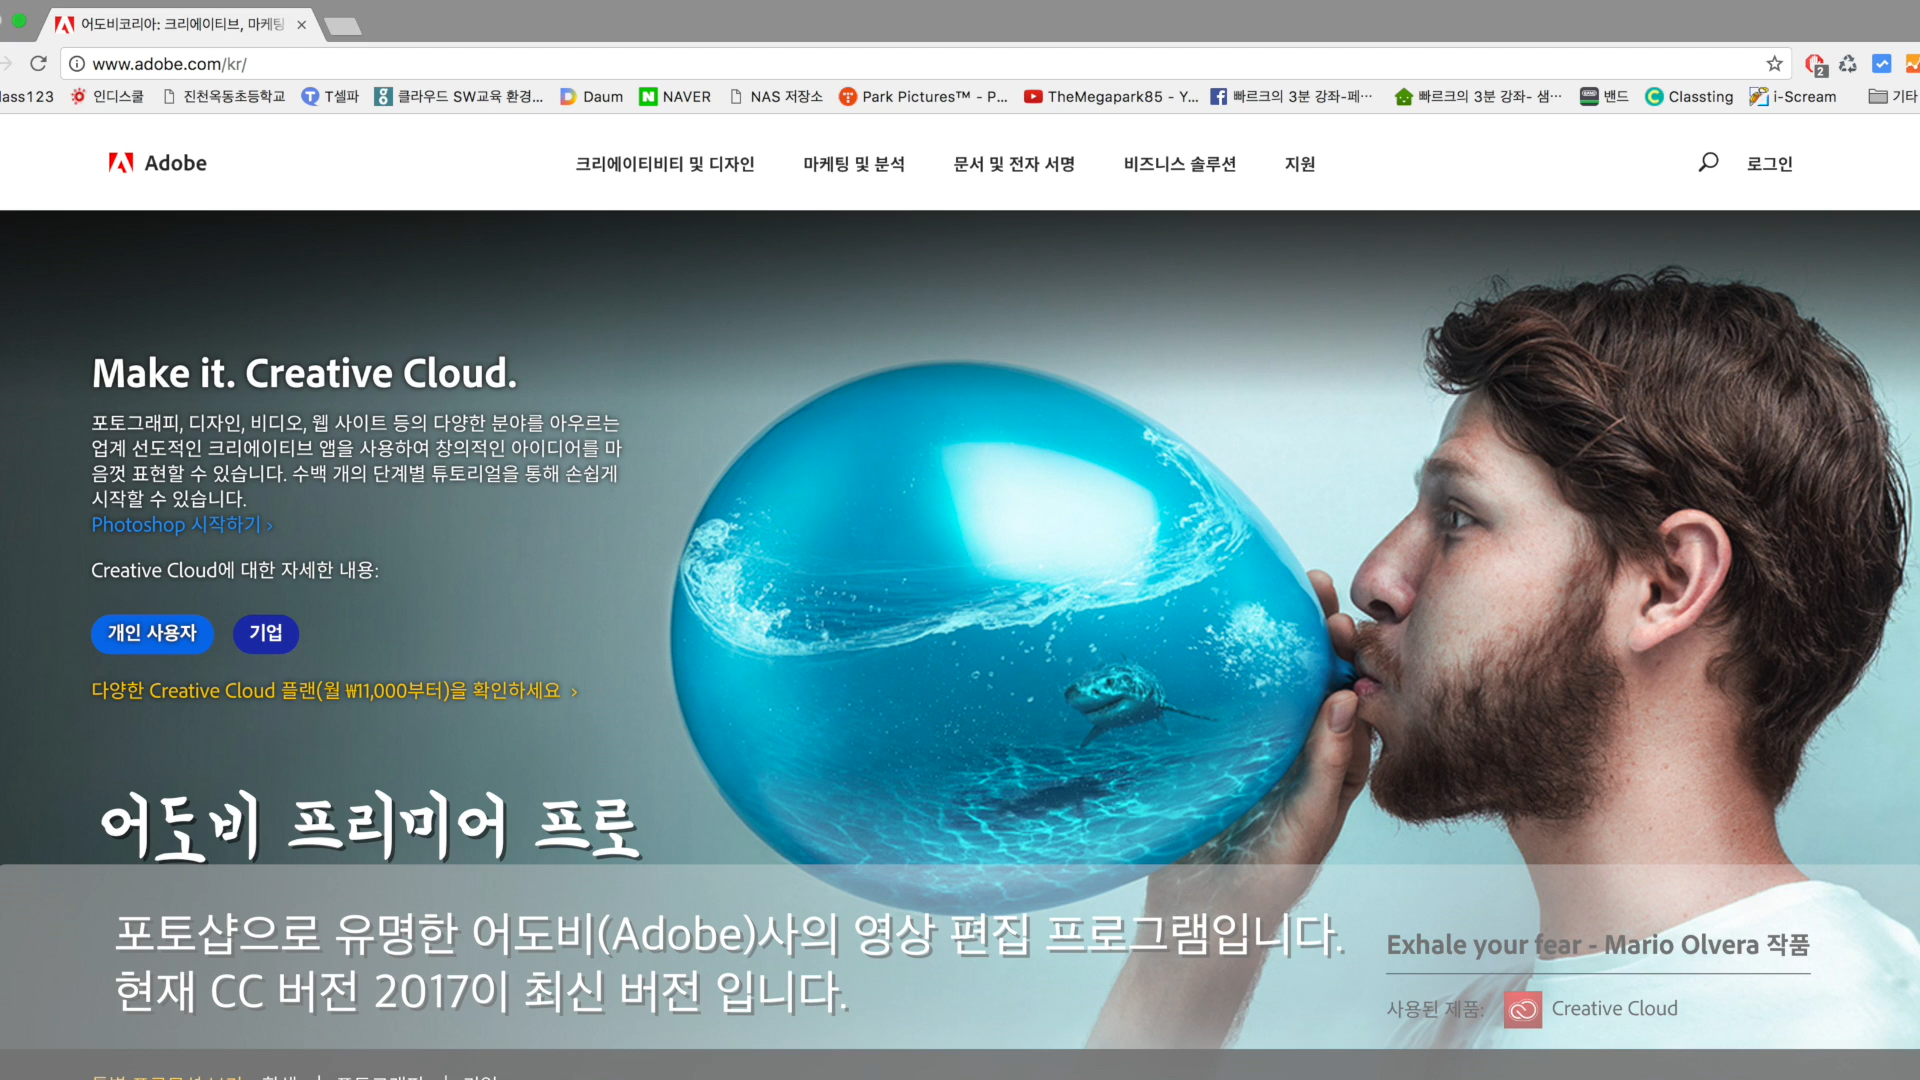 어도비코리아: 크리에이티브, 마케팅
www.adobe.com/kr/
lass123 인디스쿨 진천옥동초등학교 T셀파 클라우드 SW교육 환경... Daum NAVER NAS 저장소 Park Pictures™ - P... TheMegapark85 - Y... 빠르크의 3분 강좌-페... 빠르크의 3분 강좌- 샘... 밴드 Classting i-Scream 기타
Adobe 크리에이티비티 및 디자인 마케팅 및 분석 문서 및 전자 서명 비즈니스 솔루션 지원 로그인
Make it. Creative Cloud.
포토그래피, 디자인, 비디오, 웹 사이트 등의 다양한 분야를 아우르는
업계 선도적인 크리에이티브 앱을 사용하여 창의적인 아이디어를 마
음껏 표현할 수 있습니다. 수백 개의 단계별 튜토리얼을 통해 손쉽게
시작할 수 있습니다.
Photoshop 시작하기 ›
Creative Cloud에 대한 자세한 내용:
개인 사용자 기업
다양한 Creative Cloud 플랜(월 ₩11,000부터)을 확인하세요 ›
어도비 프리미어 프로
포토샵으로 유명한 어도비(Adobe)사의 영상 편집 프로그램입니다.
현재 CC 버전 2017이 최신 버전 입니다.
Exhale your fear - Mario Olvera 작품
사용된 제품: Creative Cloud